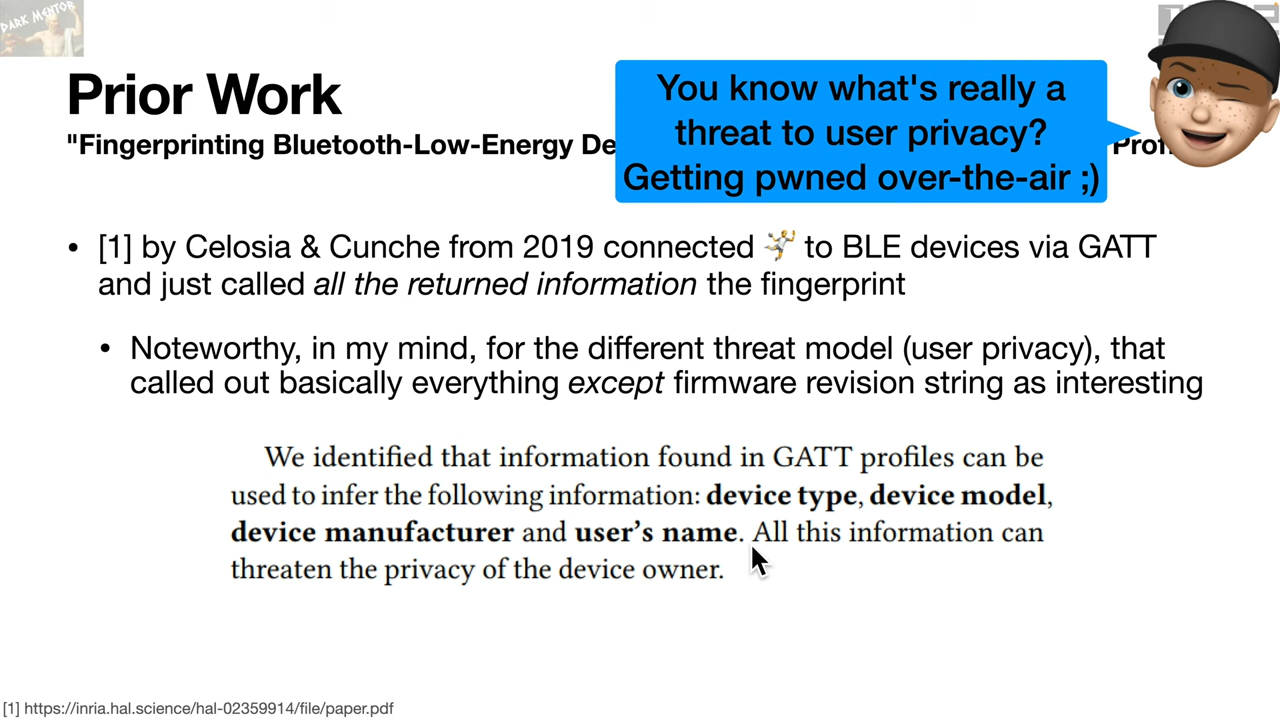 DARK MENTOR
Prior Work
"Fingerprinting Bluetooth-Low-Energy De
You know what's really a
threat to user privacy?
Getting pwned over-the-air ;)
• [1] by Celosia & Cunche from 2019 connected 🤾 to BLE devices via GATT
and just called all the returned information the fingerprint
• Noteworthy, in my mind, for the different threat model (user privacy), that
called out basically everything except firmware revision string as interesting
We identified that information found in GATT profiles can be
used to infer the following information: device type, device model,
device manufacturer and user’s name. All this information can
threaten the privacy of the device owner.
[1] https://inria.hal.science/hal-02359914/file/paper.pdf